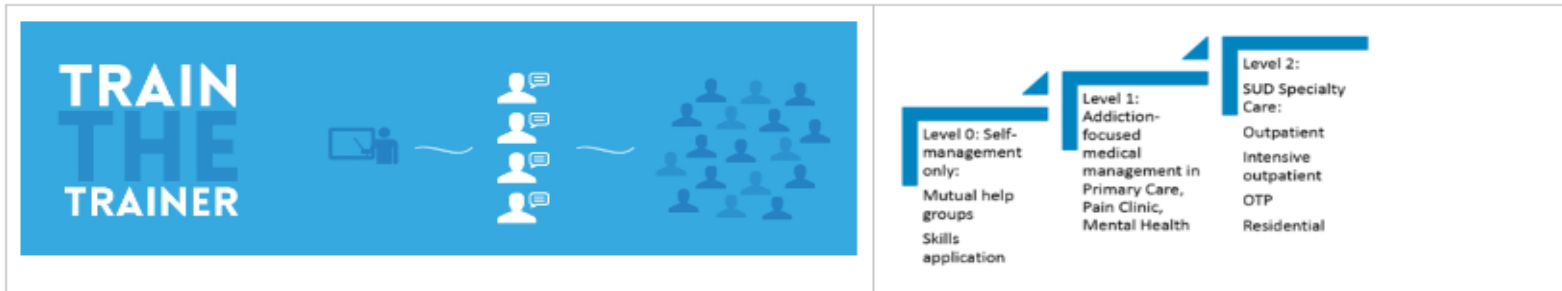 TRAIN
THE
TRAINER
Level 0: Self-
management
only:
Mutual help
groups
Skills
application
Level 1:
Addiction-
focused
medical
management in
Primary Care,
Pain Clinic,
Mental Health
Level 2:
SUD Specialty
Care:
Outpatient
Intensive
outpatient
OTP
Residential